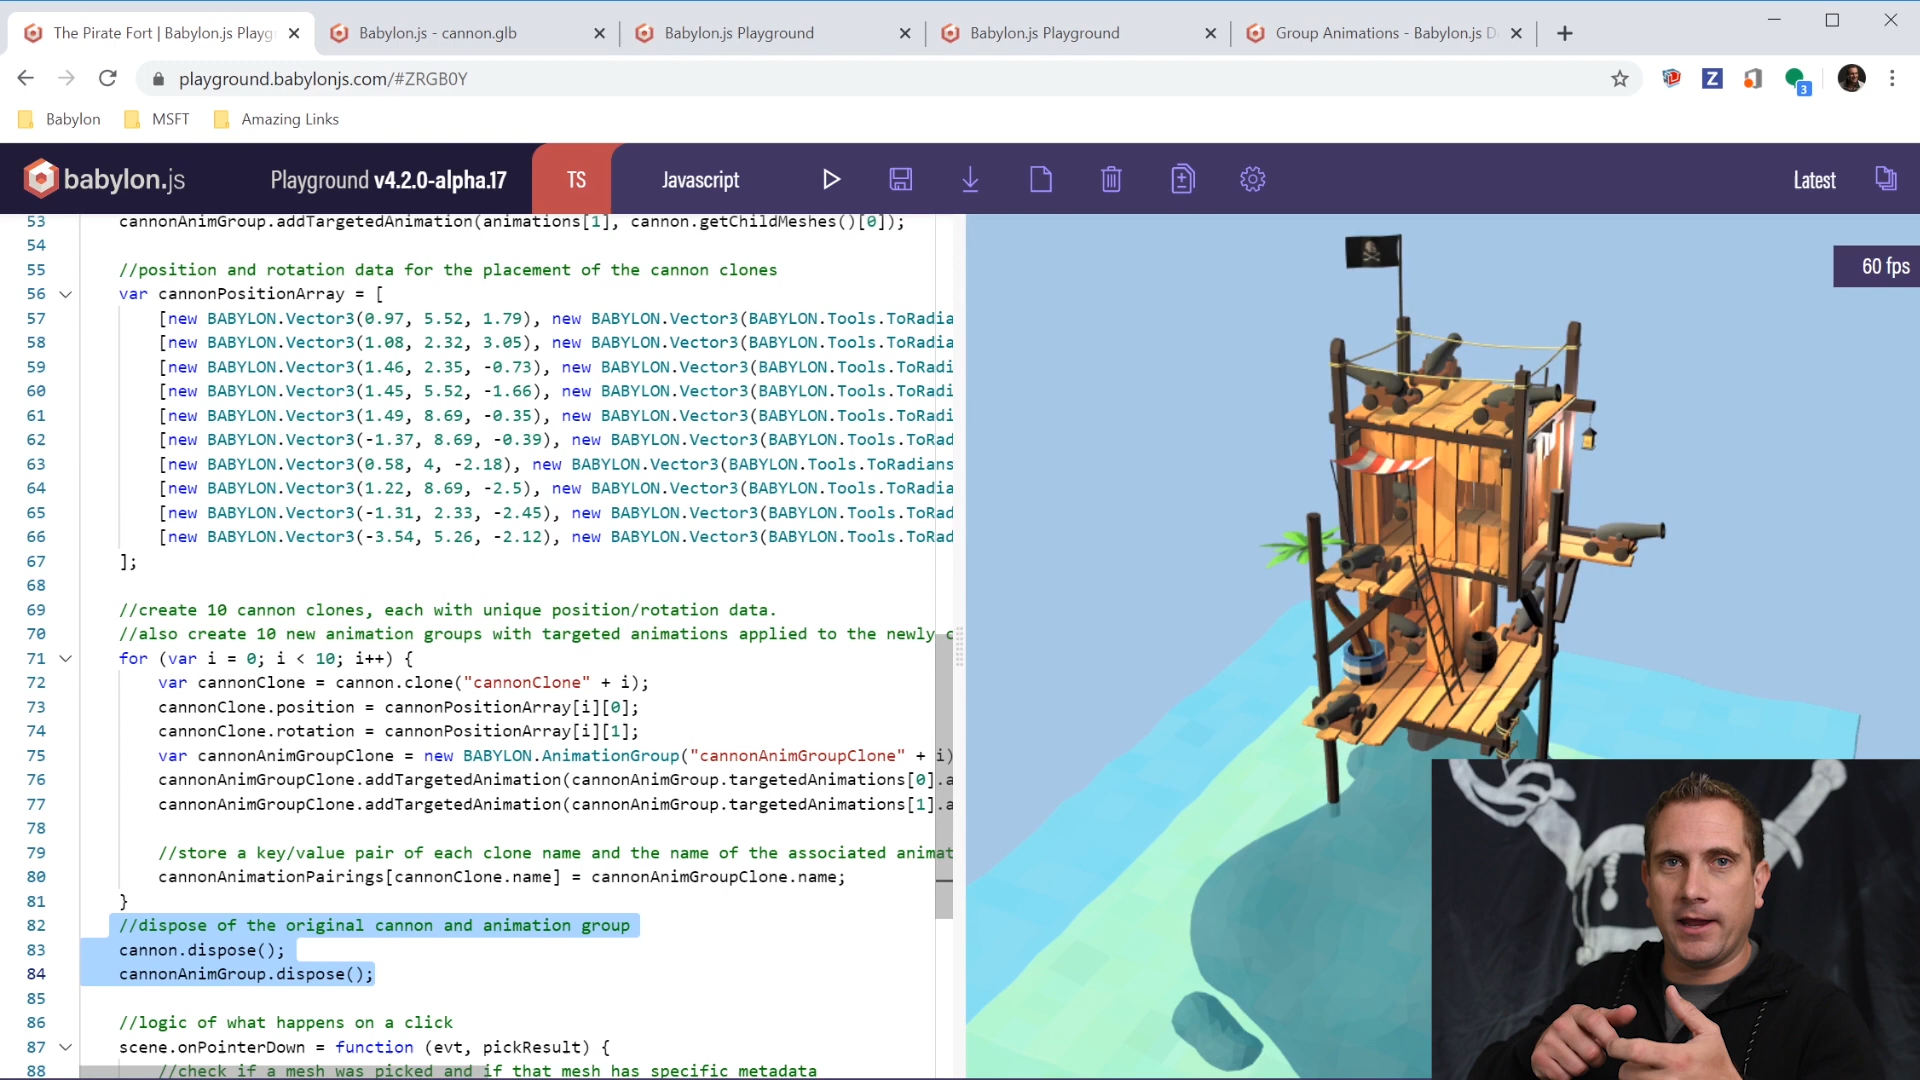 The Pirate Fort | Babylon.js Playg
Babylon.js - cannon.glb
Babylon.js Playground
Babylon.js Playground
Group Animations - Babylon.js D
playground.babylonjs.com/#ZRGB0Y
Z
3
Babylon
MSFT
Amazing Links
babylon.js
Playground v4.2.0-alpha.17
TS
Javascript
Latest
60 fps
53 cannonAnimGroup.addTargetedAnimation(animations[1], cannon.getChildMeshes()[0]);
54
55 //position and rotation data for the placement of the cannon clones
56 var cannonPositionArray = [
57 [new BABYLON.Vector3(0.97, 5.52, 1.79), new BABYLON.Vector3(BABYLON.Tools.ToRadia
58 [new BABYLON.Vector3(1.08, 2.32, 3.05), new BABYLON.Vector3(BABYLON.Tools.ToRadia
59 [new BABYLON.Vector3(1.46, 2.35, -0.73), new BABYLON.Vector3(BABYLON.Tools.ToRadi
60 [new BABYLON.Vector3(1.45, 5.52, -1.66), new BABYLON.Vector3(BABYLON.Tools.ToRadi
61 [new BABYLON.Vector3(1.49, 8.69, -0.35), new BABYLON.Vector3(BABYLON.Tools.ToRadi
62 [new BABYLON.Vector3(-1.37, 8.69, -0.39), new BABYLON.Vector3(BABYLON.Tools.ToRad
63 [new BABYLON.Vector3(0.58, 4, -2.18), new BABYLON.Vector3(BABYLON.Tools.ToRadians
64 [new BABYLON.Vector3(1.22, 8.69, -2.5), new BABYLON.Vector3(BABYLON.Tools.ToRadia
65 [new BABYLON.Vector3(-1.31, 2.33, -2.45), new BABYLON.Vector3(BABYLON.Tools.ToRad
66 [new BABYLON.Vector3(-3.54, 5.26, -2.12), new BABYLON.Vector3(BABYLON.Tools.ToRad
67 ];
68
69 //create 10 cannon clones, each with unique position/rotation data.
70 //also create 10 new animation groups with targeted animations applied to the newly c
71 for (var i = 0; i < 10; i++) {
72 var cannonClone = cannon.clone("cannonClone" + i);
73 cannonClone.position = cannonPositionArray[i][0];
74 cannonClone.rotation = cannonPositionArray[i][1];
75 var cannonAnimGroupClone = new BABYLON.AnimationGroup("cannonAnimGroupClone" + i)
76 cannonAnimGroupClone.addTargetedAnimation(cannonAnimGroup.targetedAnimations[0].a
77 cannonAnimGroupClone.addTargetedAnimation(cannonAnimGroup.targetedAnimations[1].a
78
79 //store a key/value pair of each clone name and the name of the associated animat
80 cannonAnimationPairings[cannonClone.name] = cannonAnimGroupClone.name;
81 }
82 //dispose of the original cannon and animation group
83 cannon.dispose();
84 cannonAnimGroup.dispose();
85
86 //logic of what happens on a click
87 scene.onPointerDown = function (evt, pickResult) {
88 //check if a mesh was picked and if that mesh has specific metadata